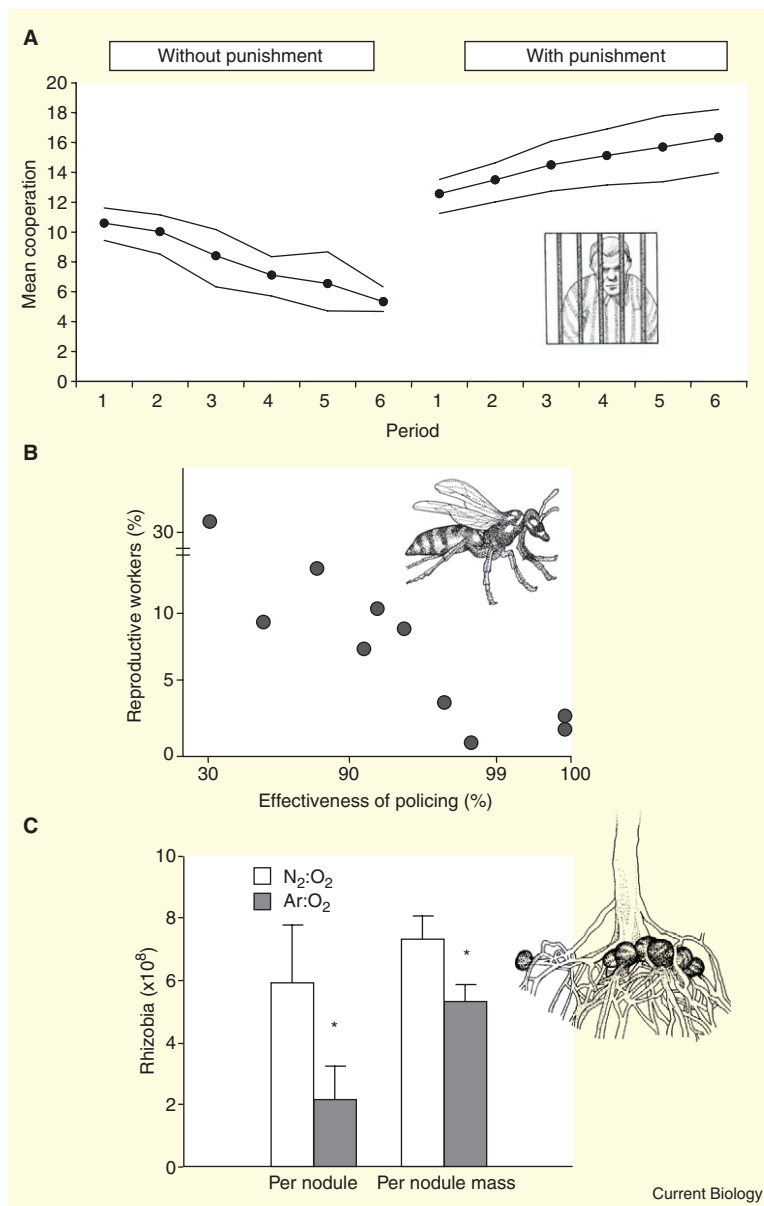 A
Without punishment
With punishment
20
18
16
14
12
10
8
6
4
2
0
Mean cooperation
1 2 3 4 5 6 1 2 3 4 5 6
Period
B
30
10
5
0
Reproductive workers (%)
30 90 99 100
Effectiveness of policing (%)
C
10
8
6
4
2
0
Rhizobia (x10⁸)
N₂:O₂
Ar:O₂
*
*
Per nodule Per nodule mass
Current Biology